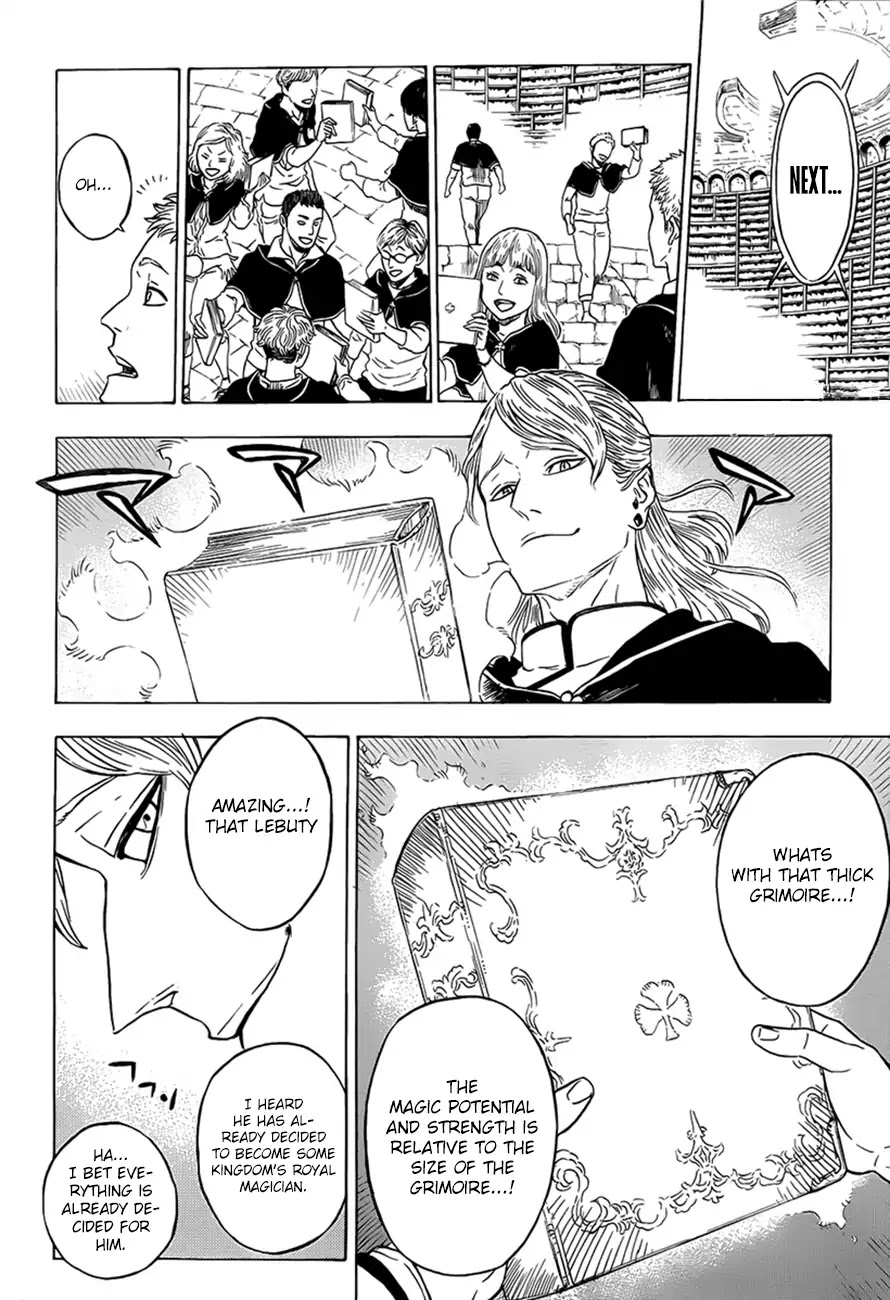 NEXT...
OH...
WHATS
WITH THAT THICK
GRIMOIRE...!
THE
MAGIC POTENTIAL
AND STRENGTH IS
RELATIVE TO THE
SIZE OF THE
GRIMOIRE...!
AMAZING...!
THAT LEBUTY
I HEARD
HE HAS AL-
READY DECIDED
TO BECOME SOME
KINGDOM'S ROYAL
MAGICIAN.
HA...
I BET EVE-
RYTHING IS
ALREADY DE-
CIDED FOR
HIM.